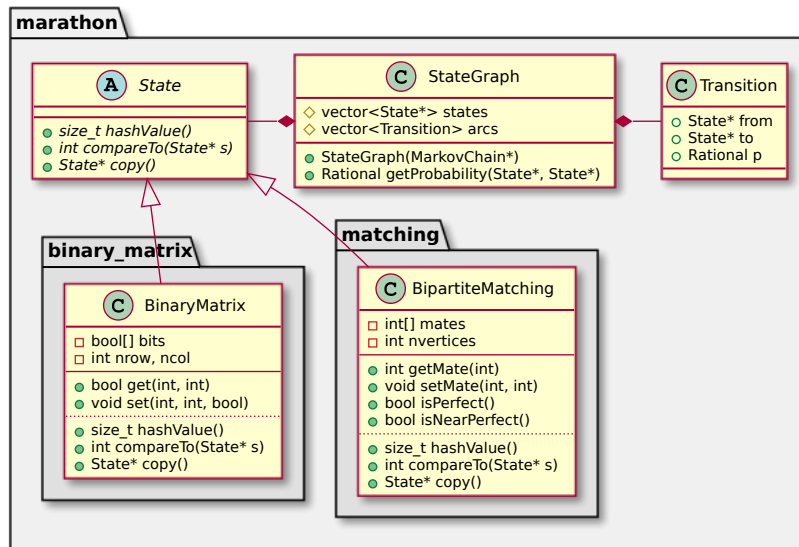 marathon
A State
size_t hashValue()
int compareTo(State* s)
State* copy()
C StateGraph
vector<State*> states
vector<Transition> arcs
StateGraph(MarkovChain*)
Rational getProbability(State*, State*)
C Transition
State* from
State* to
Rational p
binary_matrix
C BinaryMatrix
bool[] bits
int nrow, ncol
bool get(int, int)
void set(int, int, bool)
size_t hashValue()
int compareTo(State* s)
State* copy()
matching
C BipartiteMatching
int[] mates
int nvertices
int getMate(int)
void setMate(int, int)
bool isPerfect()
bool isNearPerfect()
size_t hashValue()
int compareTo(State* s)
State* copy()